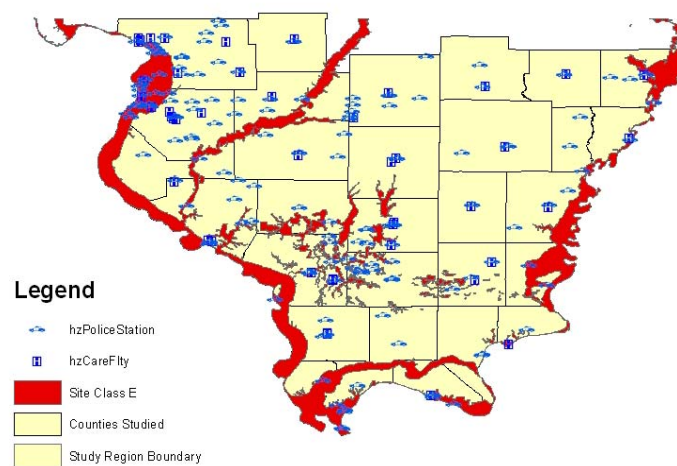 Legend
hzPoliceStation
H hzCareFlty
Site Class E
Counties Studied
Study Region Boundary